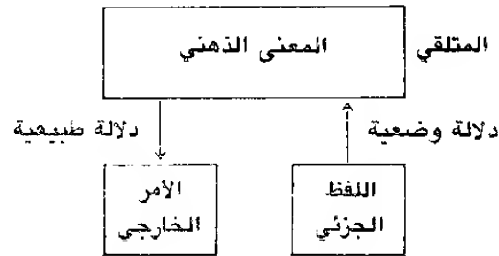 المعنى الذهني
المتلقي
دلالة وضعية
دلالة طبيعية
اللفظ
الجزئي
الأمر
الخارجي